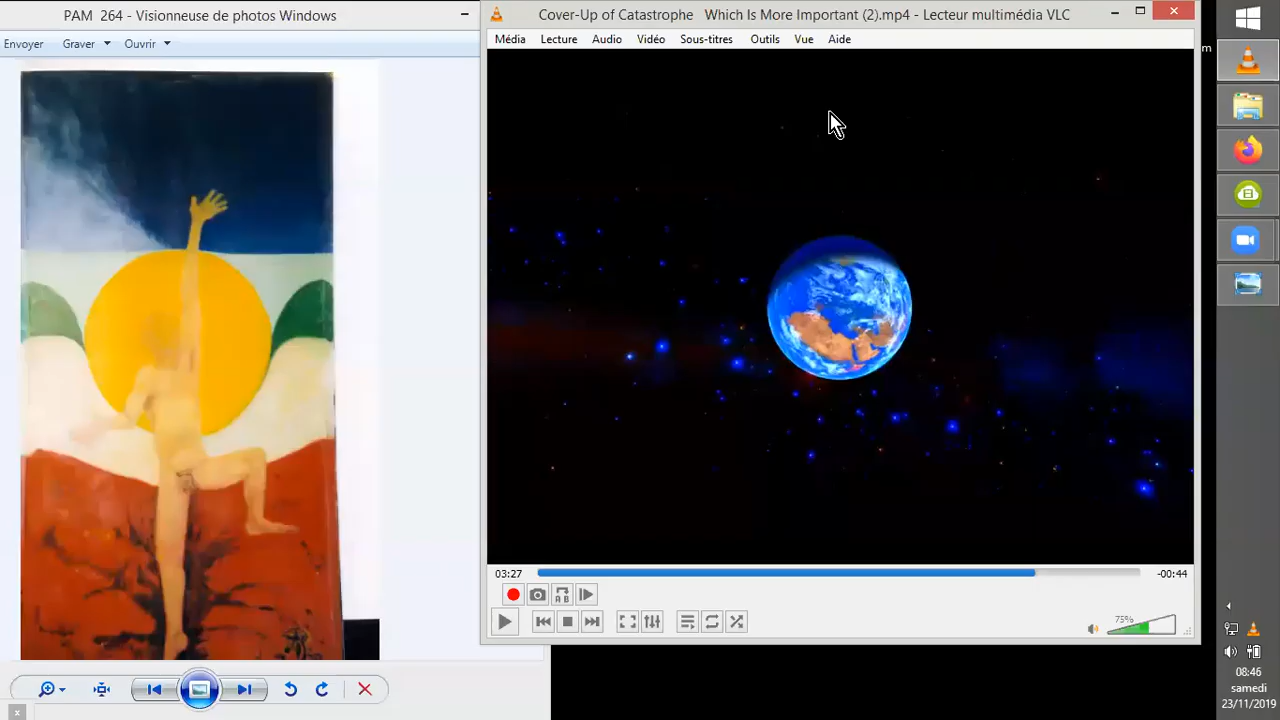 PAM  264 - Visionneuse de photos Windows
Envoyer Graver Ouvrir
Cover-Up of Catastrophe   Which Is More Important (2).mp4 - Lecteur multimédia VLC
Média Lecture Audio Vidéo Sous-titres Outils Vue Aide
m
03:27
-00:44
75%
08:46
samedi
23/11/2019
x